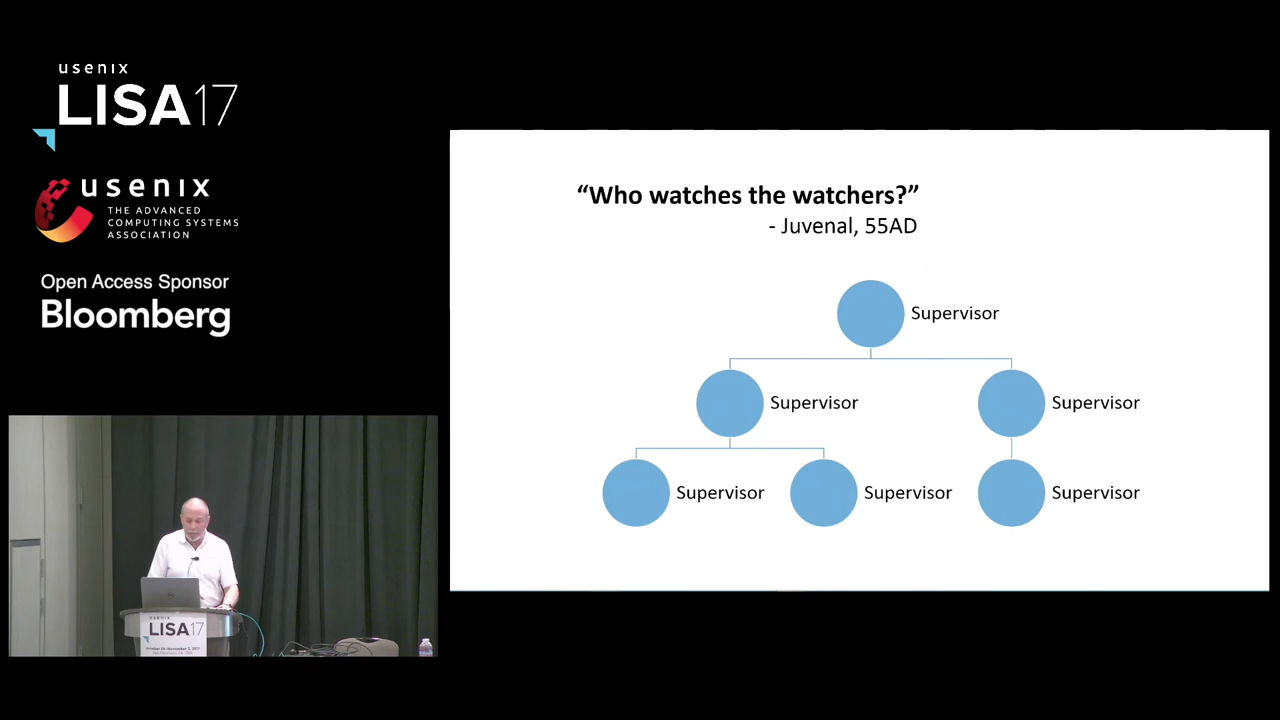 usenix
LISA17
usenix
THE ADVANCED
COMPUTING SYSTEMS
ASSOCIATION
Open Access Sponsor
Bloomberg
“Who watches the watchers?”
- Juvenal, 55AD
Supervisor
Supervisor
Supervisor
Supervisor
Supervisor
Supervisor
usenix
LISA17